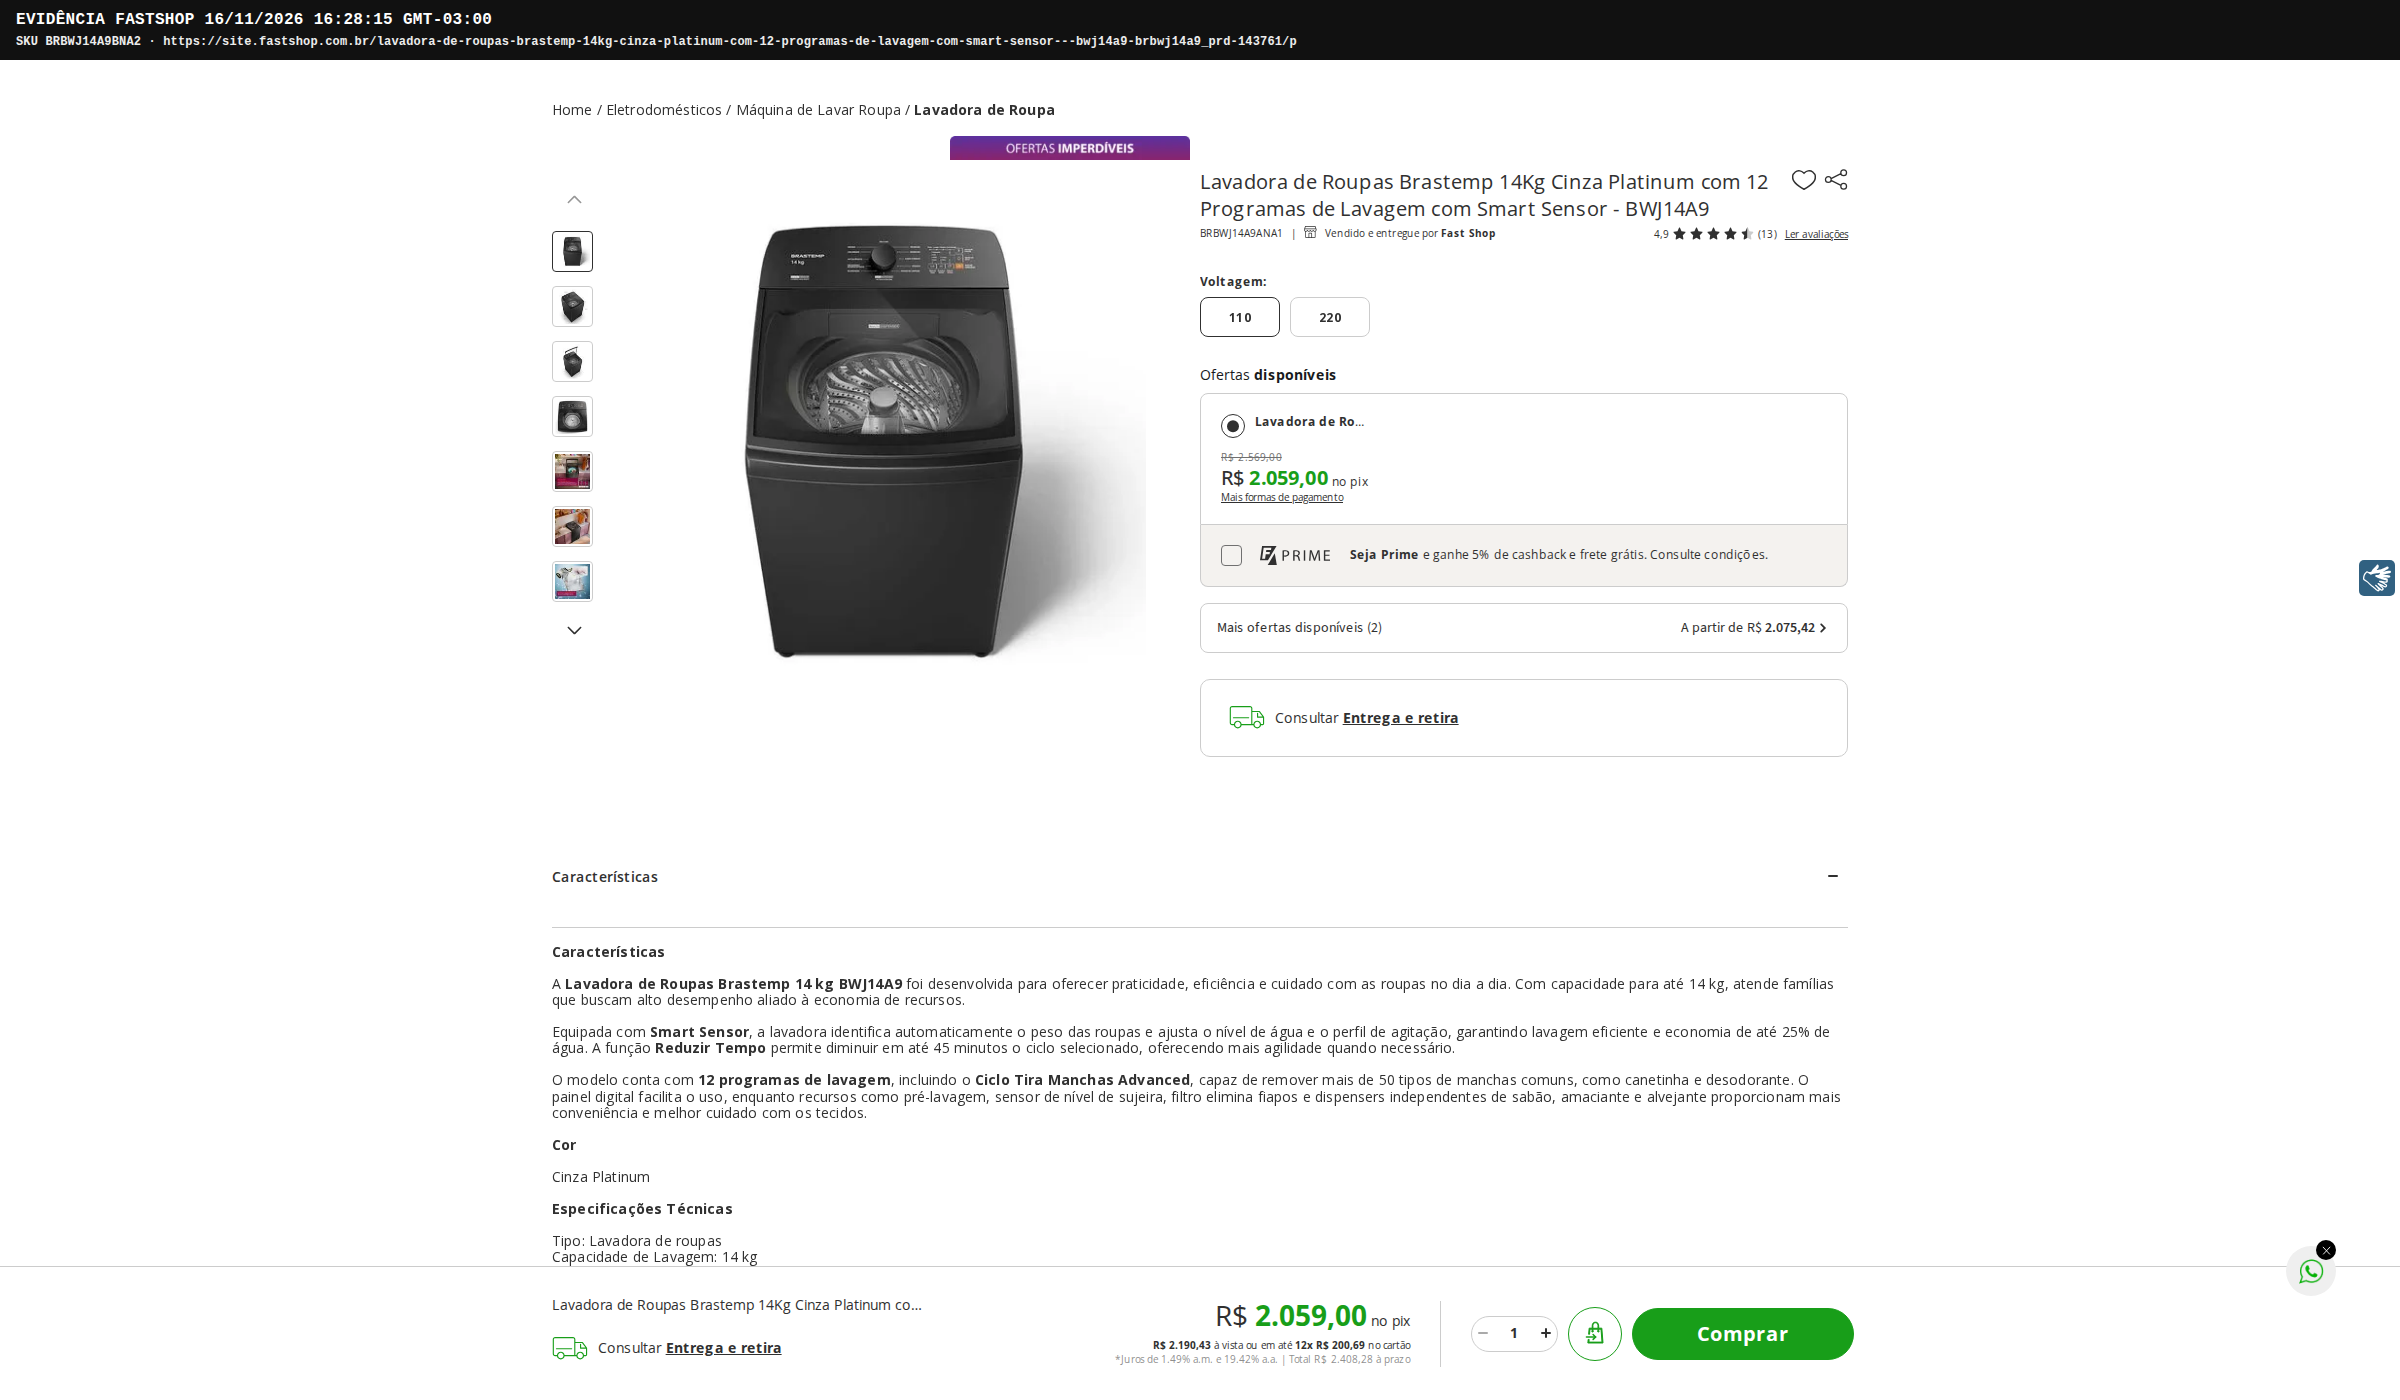 EVIDÊNCIA FASTSHOP 16/11/2026 16:28:15 GMT-03:00
SKU BRBWJ14A9BNA2 · https://site.fastshop.com.br/lavadora-de-roupas-brastemp-14kg-cinza-platinum-com-12-programas-de-lavagem-com-smart-sensor---bwj14a9-brbwj14a9_prd-143761/p
Home / Eletrodomésticos / Máquina de Lavar Roupa / Lavadora de Roupa
OFERTAS IMPERDÍVEIS
Lavadora de Roupas Brastemp 14Kg Cinza Platinum com 12
Programas de Lavagem com Smart Sensor - BWJ14A9
BRBWJ14A9ANA1 | Vendido e entregue por Fast Shop
4,9 (13) Ler avaliações
BRASTEMP
14 kg
Voltagem:
110 220
Ofertas disponíveis
Lavadora de Ro...
R$ 2.569,00
R$ 2.059,00 no pix
Mais formas de pagamento
PRIME Seja Prime e ganhe 5% de cashback e frete grátis. Consulte condições.
Mais ofertas disponíveis (2) A partir de R$ 2.075,42
Consultar Entrega e retira
Características
Características
A Lavadora de Roupas Brastemp 14 kg BWJ14A9 foi desenvolvida para oferecer praticidade, eficiência e cuidado com as roupas no dia a dia. Com capacidade para até 14 kg, atende famílias
que buscam alto desempenho aliado à economia de recursos.
Equipada com Smart Sensor, a lavadora identifica automaticamente o peso das roupas e ajusta o nível de água e o perfil de agitação, garantindo lavagem eficiente e economia de até 25% de
água. A função Reduzir Tempo permite diminuir em até 45 minutos o ciclo selecionado, oferecendo mais agilidade quando necessário.
O modelo conta com 12 programas de lavagem, incluindo o Ciclo Tira Manchas Advanced, capaz de remover mais de 50 tipos de manchas comuns, como canetinha e desodorante. O
painel digital facilita o uso, enquanto recursos como pré-lavagem, sensor de nível de sujeira, filtro elimina fiapos e dispensers independentes de sabão, amaciante e alvejante proporcionam mais
conveniência e melhor cuidado com os tecidos.
Cor
Cinza Platinum
Especificações Técnicas
Tipo: Lavadora de roupas
Capacidade de Lavagem: 14 kg
Lavadora de Roupas Brastemp 14Kg Cinza Platinum co...
Consultar Entrega e retira
R$ 2.059,00 no pix
R$ 2.190,43 à vista ou em até 12x R$ 200,69 no cartão
*Juros de 1.49% a.m. e 19.42% a.a. | Total R$ 2.408,28 à prazo
1
Comprar